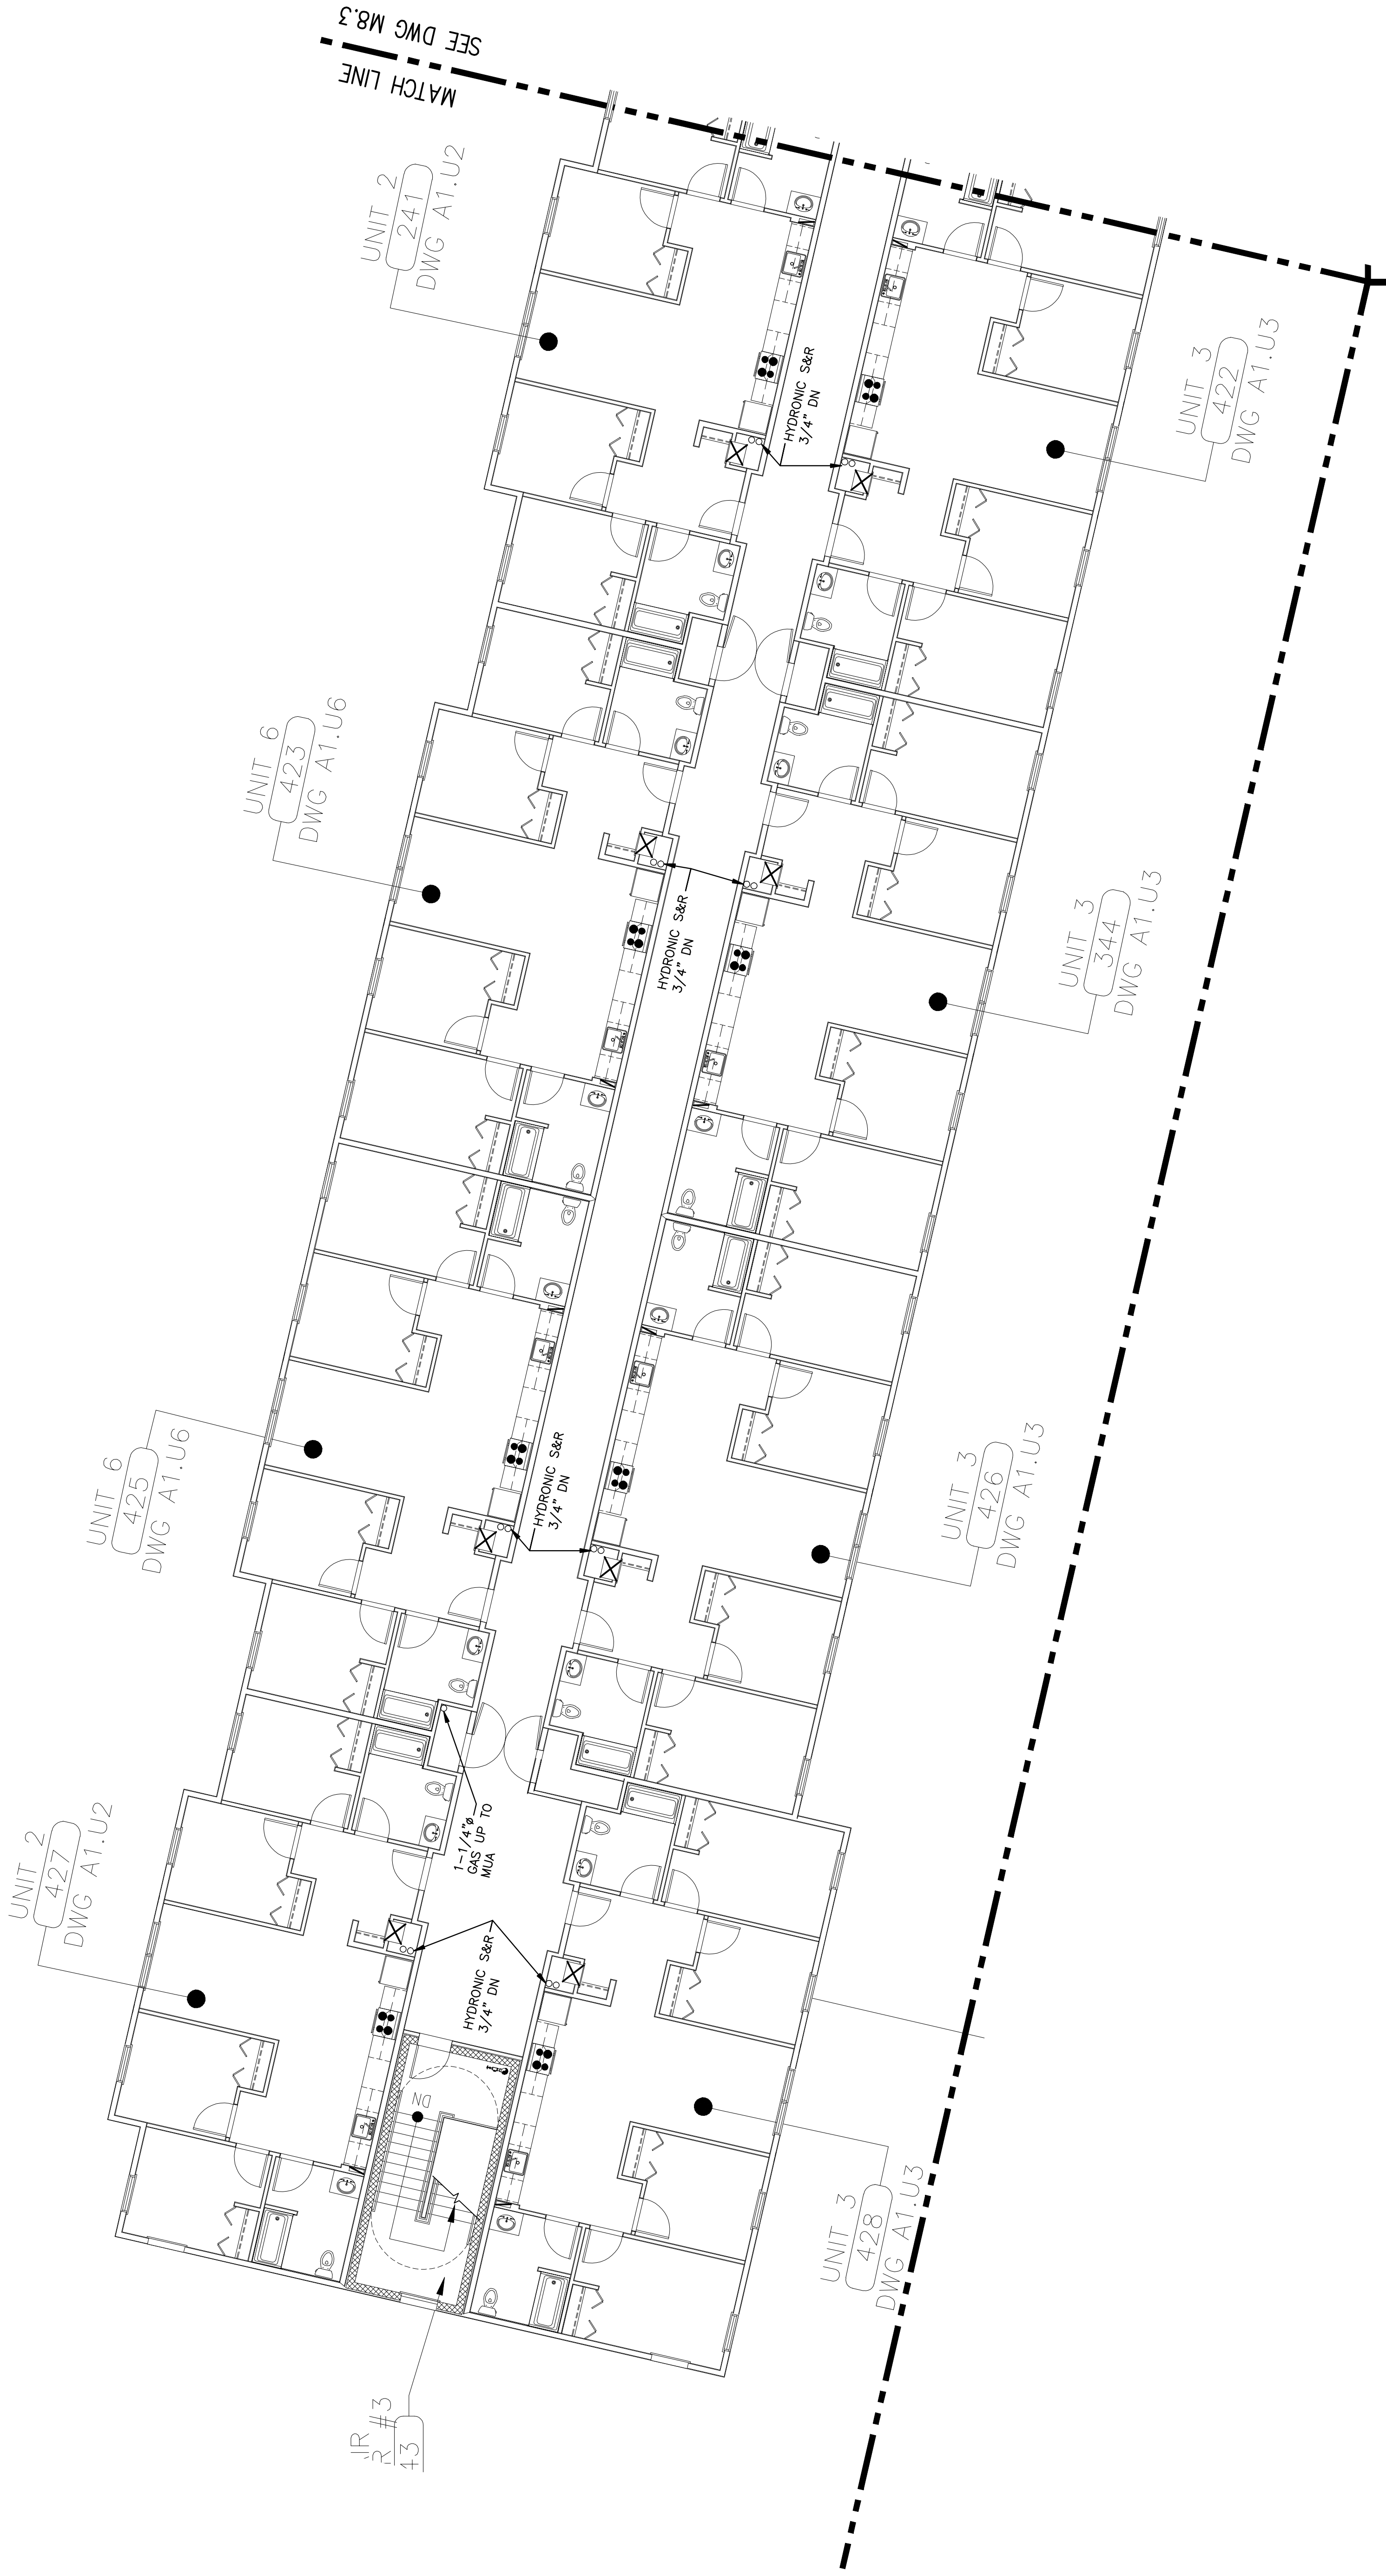 SEE DWG M8.3
MATCH LINE
UNIT 2
241
DWG A1.U2
UNIT 3
422
DWG A1.U3
HYDRONIC S&R
3/4" DN
UNIT 6
423
DWG A1.U6
HYDRONIC S&R
3/4" DN
UNIT 3
344
DWG A1.U3
UNIT 6
425
DWG A1.U6
HYDRONIC S&R
3/4" DN
UNIT 3
426
DWG A1.U3
UNIT 2
427
DWG A1.U2
1-1/4"ø
GAS UP TO
MUA
HYDRONIC S&R
3/4" DN
DN
UNIT 3
428
DWG A1.U3
R #3
43